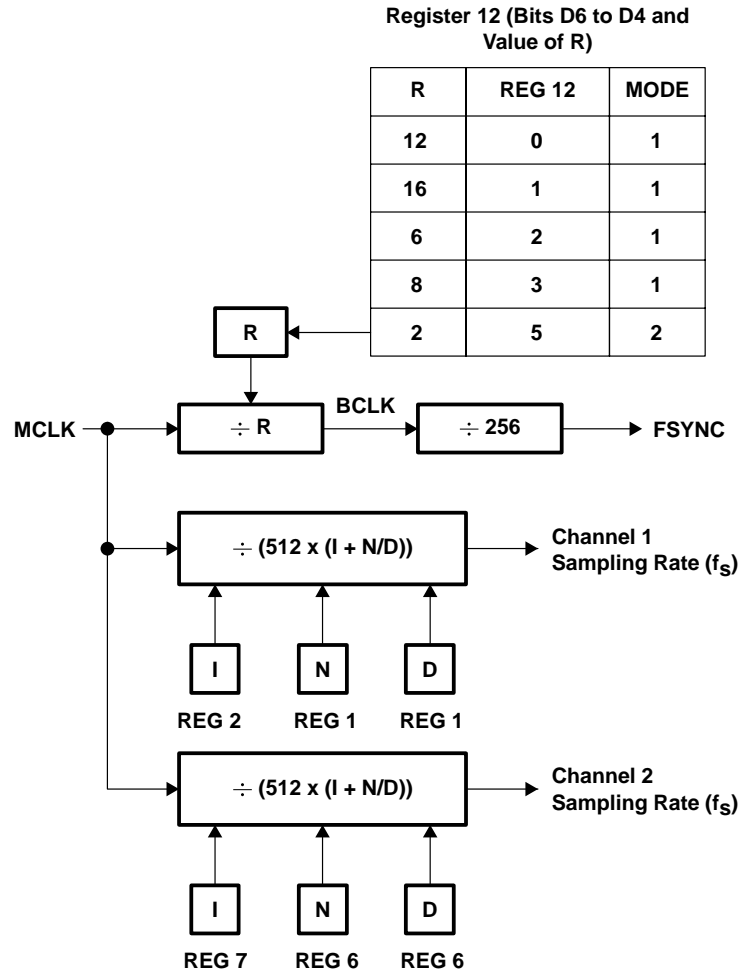 Register 12 (Bits D6 to D4 and
Value of R)
R REG 12 MODE
12 0 1
16 1 1
6 2 1
8 3 1
2 5 2
R
MCLK
÷ R
BCLK
÷ 256
FSYNC
÷ (512 x (I + N/D))
Channel 1
Sampling Rate (fs)
I N D
REG 2 REG 1 REG 1
÷ (512 x (I + N/D))
Channel 2
Sampling Rate (fs)
I N D
REG 7 REG 6 REG 6